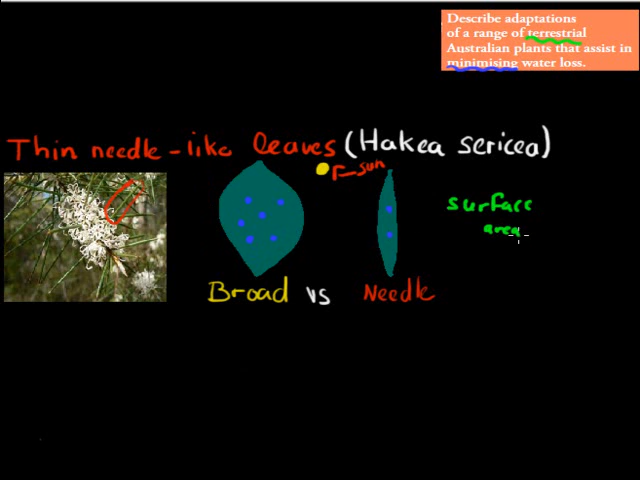 Describe adaptations
of a range of terrestrial
Australian plants that assist in
minimising water loss.
Thin needle-like leaves (Hakea sericea)
sun
surface
area
Broad vs Needle